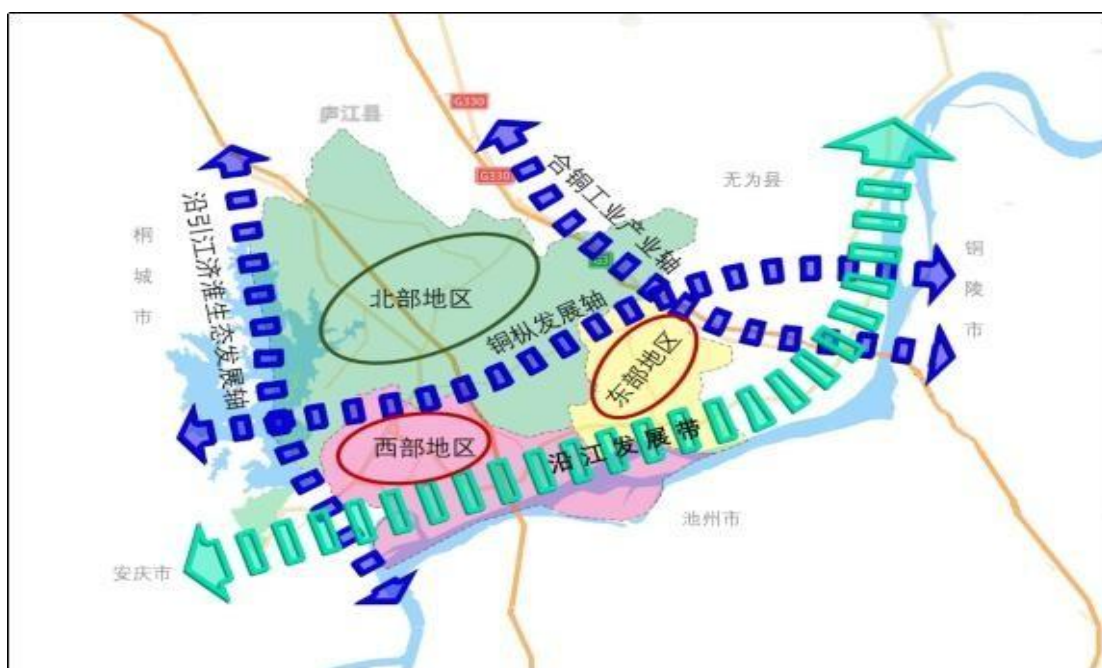 庐江县
G330
G330
无为县
桐城市
沿引江济淮生态发展轴
合铜工业产业轴
铜陵市
北部地区
铜枞发展轴
东部地区
西部地区
沿江发展带
池州市
安庆市